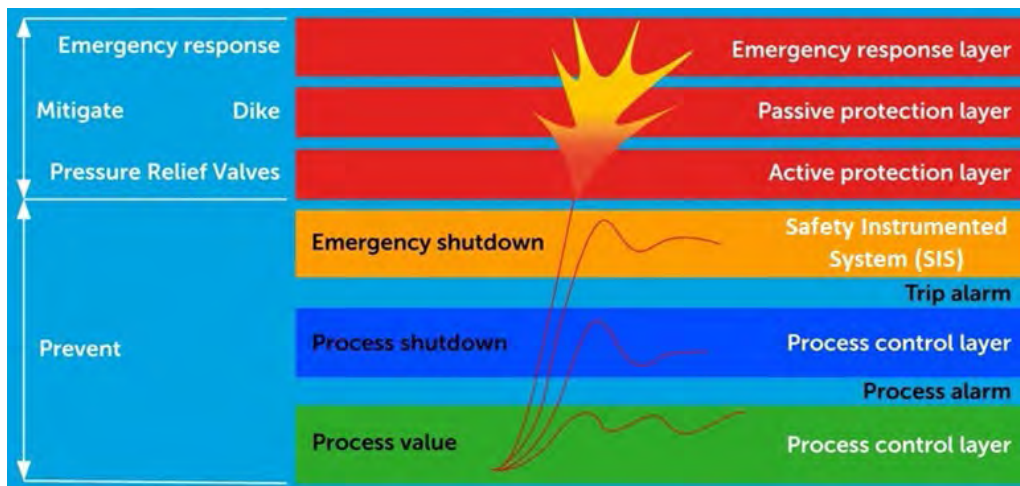 Emergency response
Emergency response layer
Mitigate
Dike
Passive protection layer
Pressure Relief Valves
Active protection layer
Emergency shutdown
Safety Instrumented
System (SIS)
Trip alarm
Prevent
Process shutdown
Process control layer
Process alarm
Process value
Process control layer